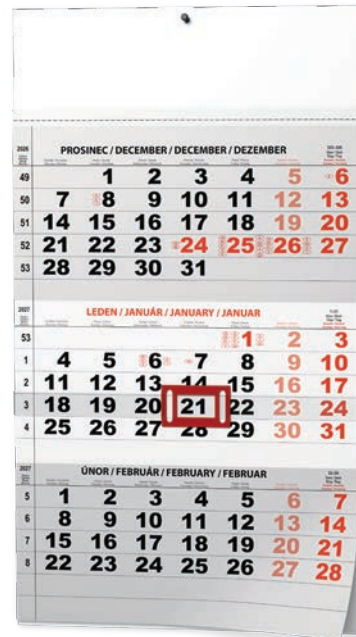 2026 PROSINEC / DECEMBER / DECEMBER / DEZEMBER
49 1 2 3 4 5 6
50 7 8 9 10 11 12 13
51 14 15 16 17 18 19 20
52 21 22 23 24 25 26 27
53 28 29 30 31
2027 LEDEN / JANUÁR / JANUARY / JANUAR
53 1 2 3
1 4 5 6 7 8 9 10
2 11 12 13 14 15 16 17
3 18 19 20 21 22 23 24
4 25 26 27 28 29 30 31
2027 ÚNOR / FEBRUÁR / FEBRUARY / FEBRUAR
5 1 2 3 4 5 6 7
6 8 9 10 11 12 13 14
7 15 16 17 18 19 20 21
8 22 23 24 25 26 27 28